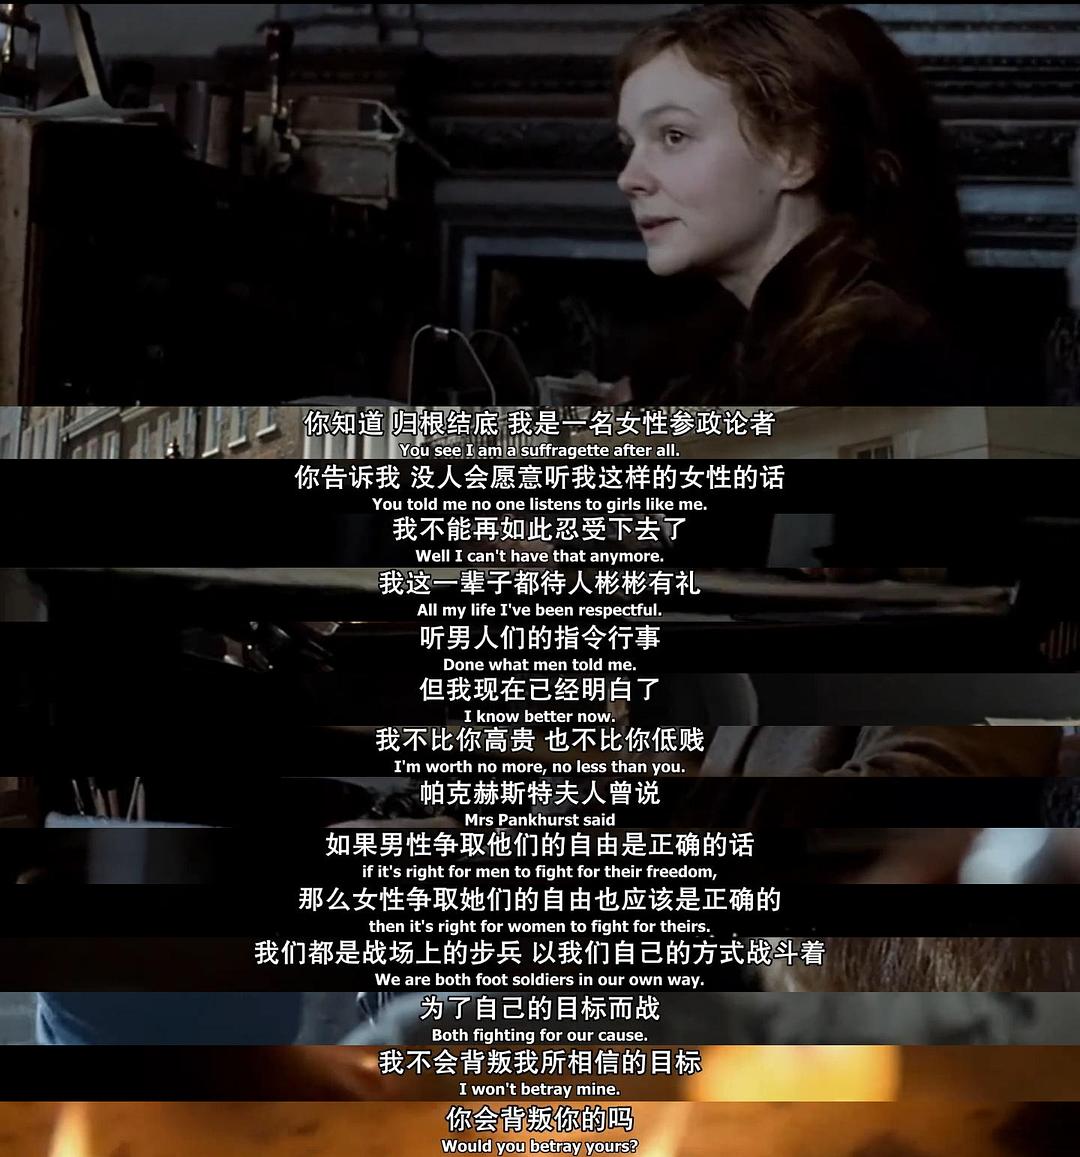 你知道 归根结底 我是一名女性参政论者
You see I am a suffragette after all.
你告诉我 没人会愿意听我这样的女性的话
You told me no one listens to girls like me.
我不能再如此忍受下去了
Well I can't have that anymore.
我这一辈子都待人彬彬有礼
All my life I've been respectful.
听男人们的指令行事
Done what men told me.
但我现在已经明白了
I know better now.
我不比你高贵 也不比你低贱
I'm worth no more, no less than you.
帕克赫斯特夫人曾说
Mrs Pankhurst said
如果男性争取他们的自由是正确的话
if it's right for men to fight for their freedom,
那么女性争取她们的自由也应该是正确的
then it's right for women to fight for theirs.
我们都是战场上的步兵 以我们自己的方式战斗着
We are both foot soldiers in our own way.
为了自己的目标而战
Both fighting for our cause.
我不会背叛我所相信的目标
I won't betray mine.
你会背叛你的吗
Would you betray yours?